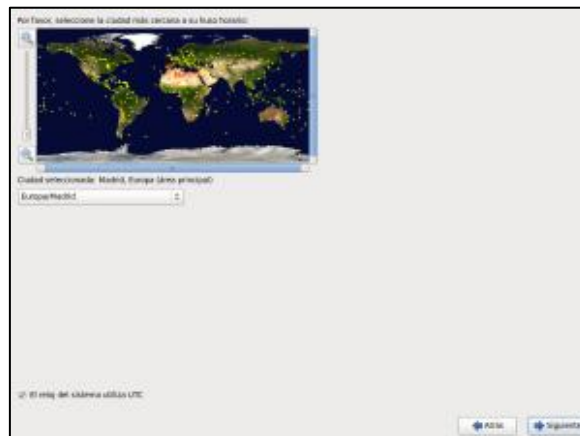 Por favor, seleccione la ciudad más cercana a su huso horario:
Ciudad seleccionada: Madrid, Europa (área principal)
Europa/Madrid
El reloj del sistema utiliza UTC
Atrás
Siguiente